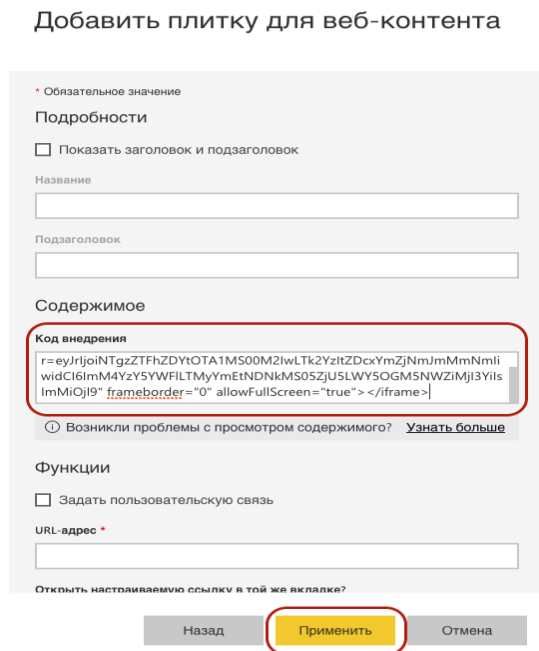 Добавить плитку для веб-контента
* Обязательное значение
Подробности
Показать заголовок и подзаголовок
Название
Подзаголовок
Содержимое
Код внедрения
r=eyJrIjoiNTgzZTFhZDYtOTA1MS00M2IwLTk2YzItZDcxYmZjNmJmMmNmIi
widCI6ImM4YzY5YWFlLTMyYmEtNDNkMS05ZjU5LWY5OGM5NWZiMjI3YiIs
ImMiOjl9" frameborder="0" allowFullScreen="true"></iframe>
Возникли проблемы с просмотром содержимого? Узнать больше
Функции
Задать пользовательскую связь
URL-адрес *
Открыть настраиваемую ссылку в той же вкладке?
Назад Применить Отмена